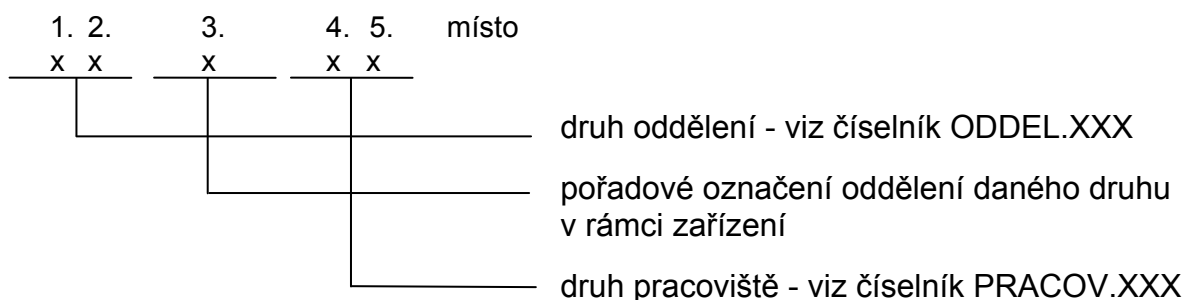 1. 2. 3. 4. 5. místo
x x x x x
druh oddělení - viz číselník ODDEL.XXX
pořadové označení oddělení daného druhu
v rámci zařízení
druh pracoviště - viz číselník PRACOV.XXX